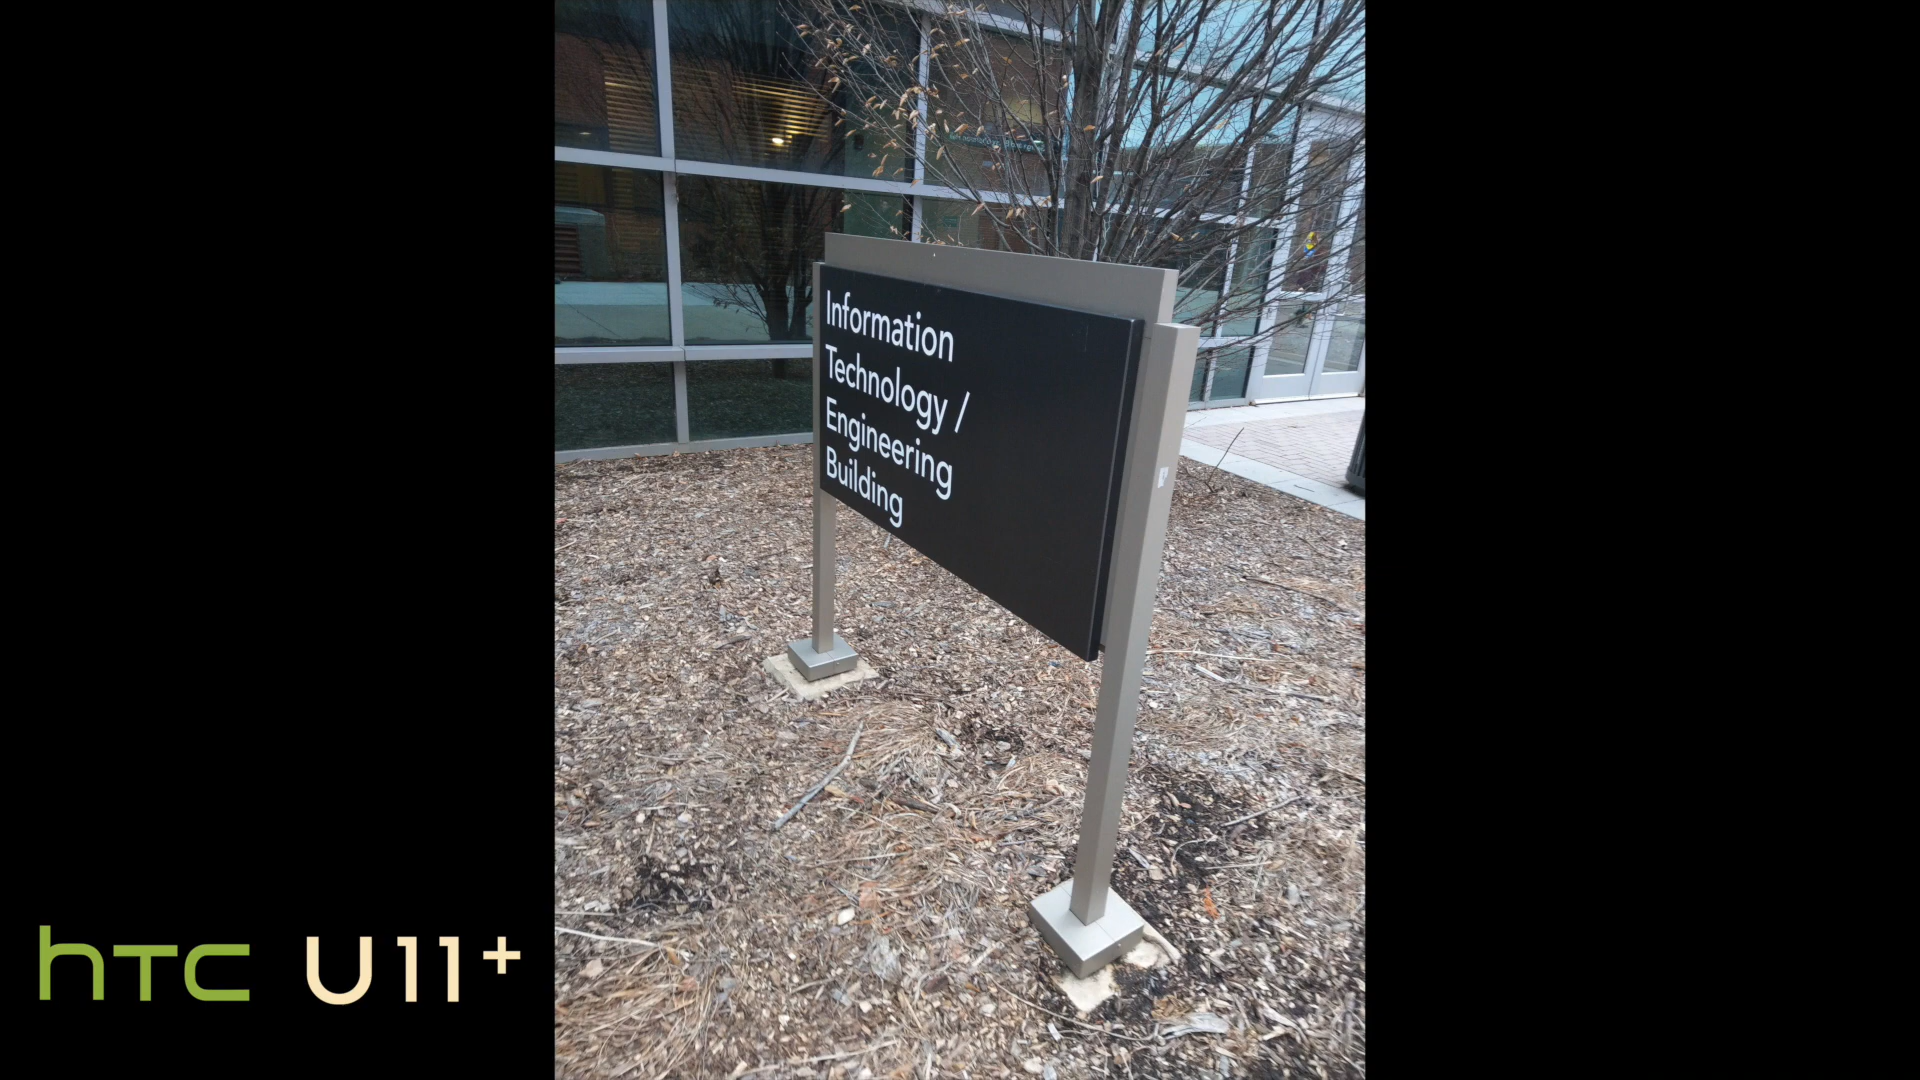 Information
Technology /
Engineering
Building
hTC U11+